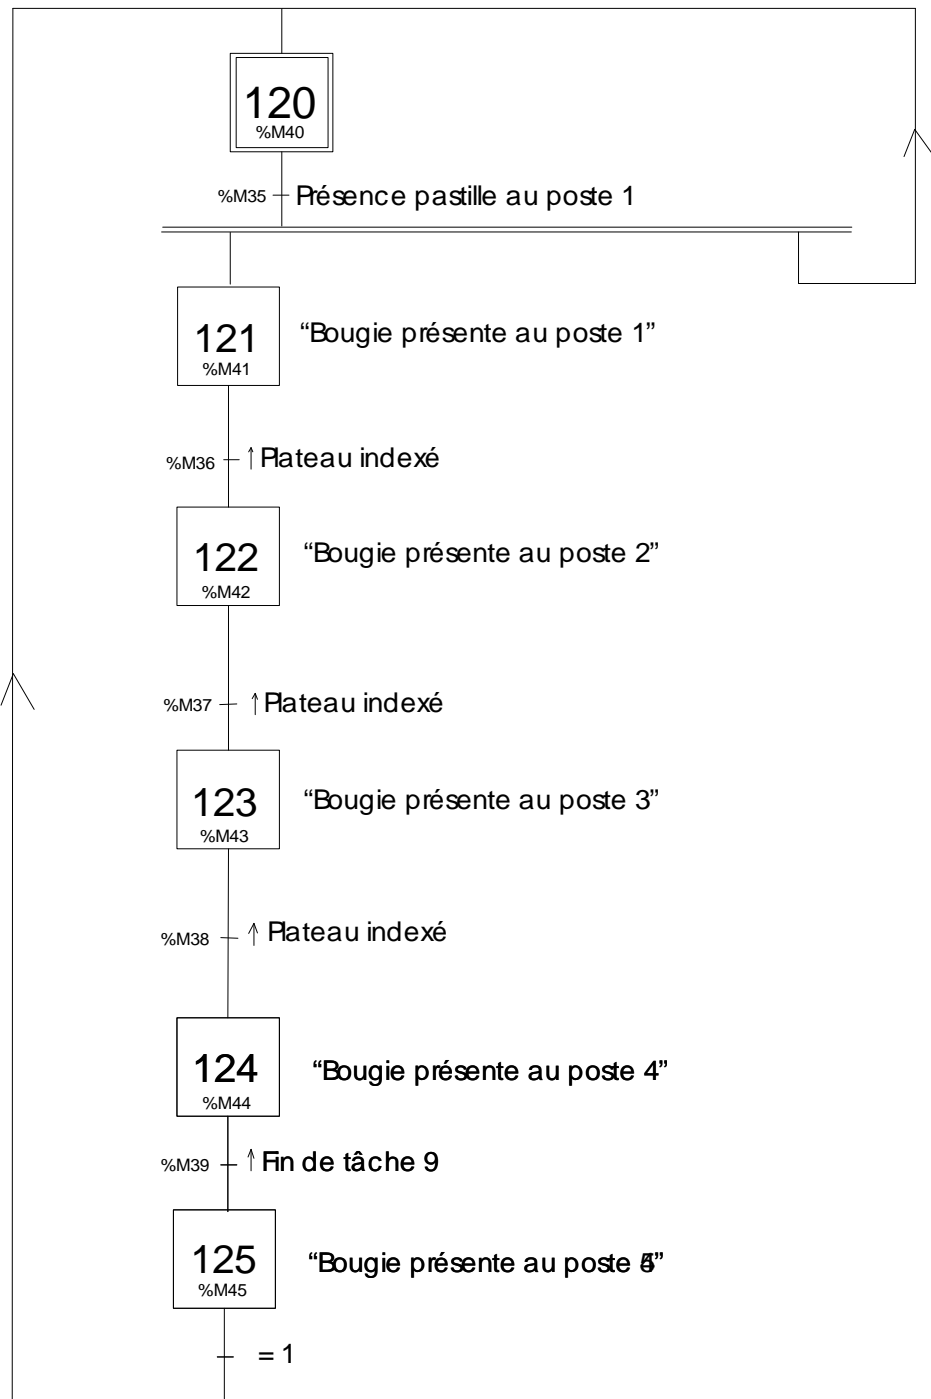 120
%M40
%M35 Présence pastille au poste 1
121
%M41
“Bougie présente au poste 1”
%M36 ↑ Plateau indexé
122
%M42
“Bougie présente au poste 2”
%M37 ↑ Plateau indexé
123
%M43
“Bougie présente au poste 3”
%M38 ↑ Plateau indexé
124
%M44
“Bougie présente au poste 4”
%M39 ↑ Fin de tâche 9
125
%M45
“Bougie présente au poste
= 1